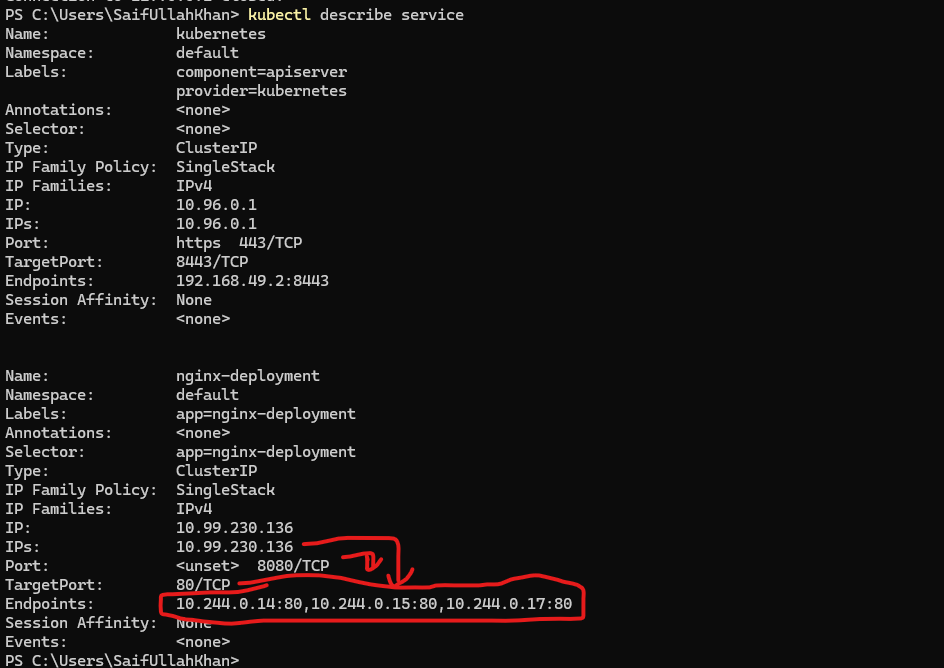 PS C:\Users\SaifUllahKhan> kubectl describe service
Name:              kubernetes
Namespace:         default
Labels:            component=apiserver
                   provider=kubernetes
Annotations:       <none>
Selector:          <none>
Type:              ClusterIP
IP Family Policy:  SingleStack
IP Families:       IPv4
IP:                10.96.0.1
IPs:               10.96.0.1
Port:              https  443/TCP
TargetPort:        8443/TCP
Endpoints:         192.168.49.2:8443
Session Affinity:  None
Events:            <none>
Name:              nginx-deployment
Namespace:         default
Labels:            app=nginx-deployment
Annotations:       <none>
Selector:          app=nginx-deployment
Type:              ClusterIP
IP Family Policy:  SingleStack
IP Families:       IPv4
IP:                10.99.230.136
IPs:               10.99.230.136
Port:              <unset>  8080/TCP
TargetPort:        80/TCP
Endpoints:         10.244.0.14:80,10.244.0.15:80,10.244.0.17:80
Session Affinity:  None
Events:            <none>
PS C:\Users\SaifUllahKhan>